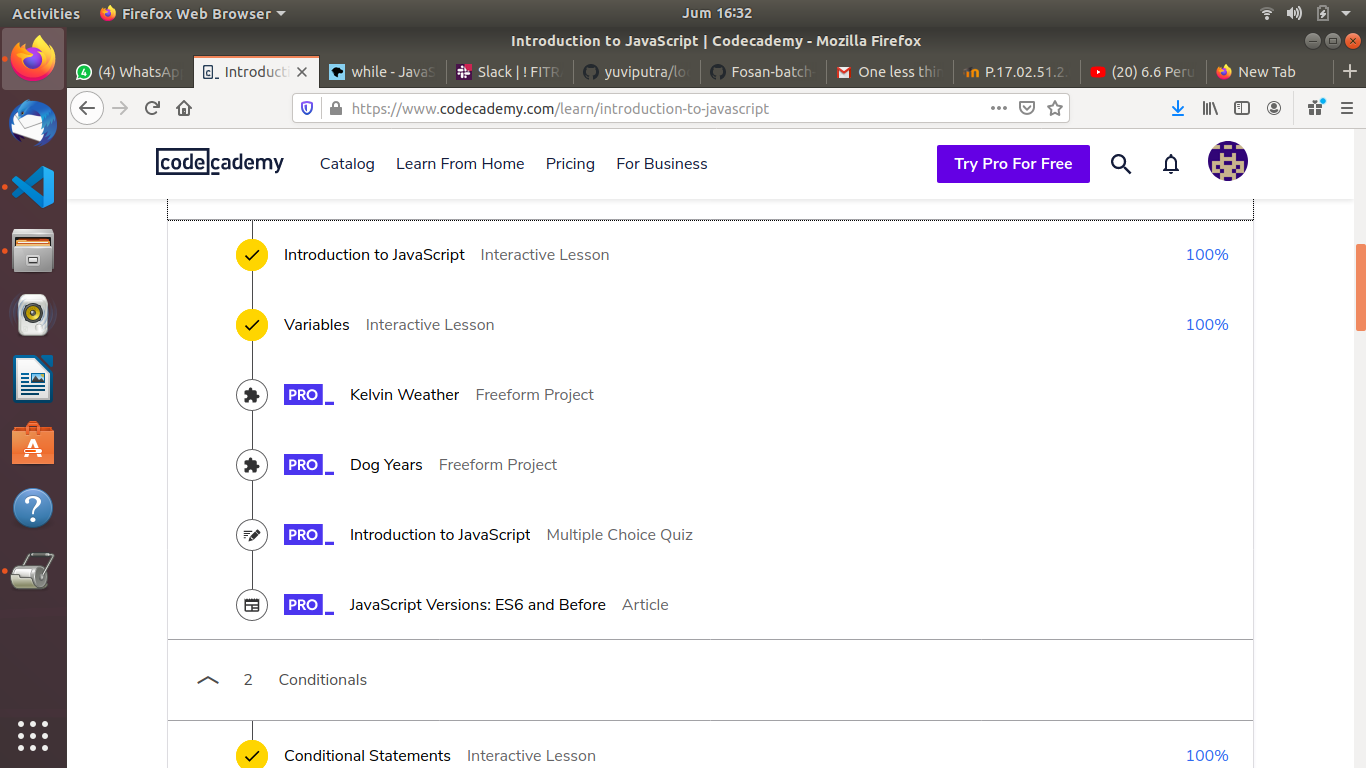 Activities Firefox Web Browser Jum 16:32
Introduction to JavaScript | Codecademy - Mozilla Firefox
(4) WhatsAp Introducti while - JavaS Slack | ! FITR yuviputra/lo Fosan-batch- One less thin P.17.02.51.2 (20) 6.6 Peru New Tab
https://www.codecademy.com/learn/introduction-to-javascript
codecademy Catalog Learn From Home Pricing For Business Try Pro For Free
Introduction to JavaScript Interactive Lesson 100%
Variables Interactive Lesson 100%
PRO Kelvin Weather Freeform Project
PRO Dog Years Freeform Project
PRO Introduction to JavaScript Multiple Choice Quiz
PRO JavaScript Versions: ES6 and Before Article
2 Conditionals
Conditional Statements Interactive Lesson 100%